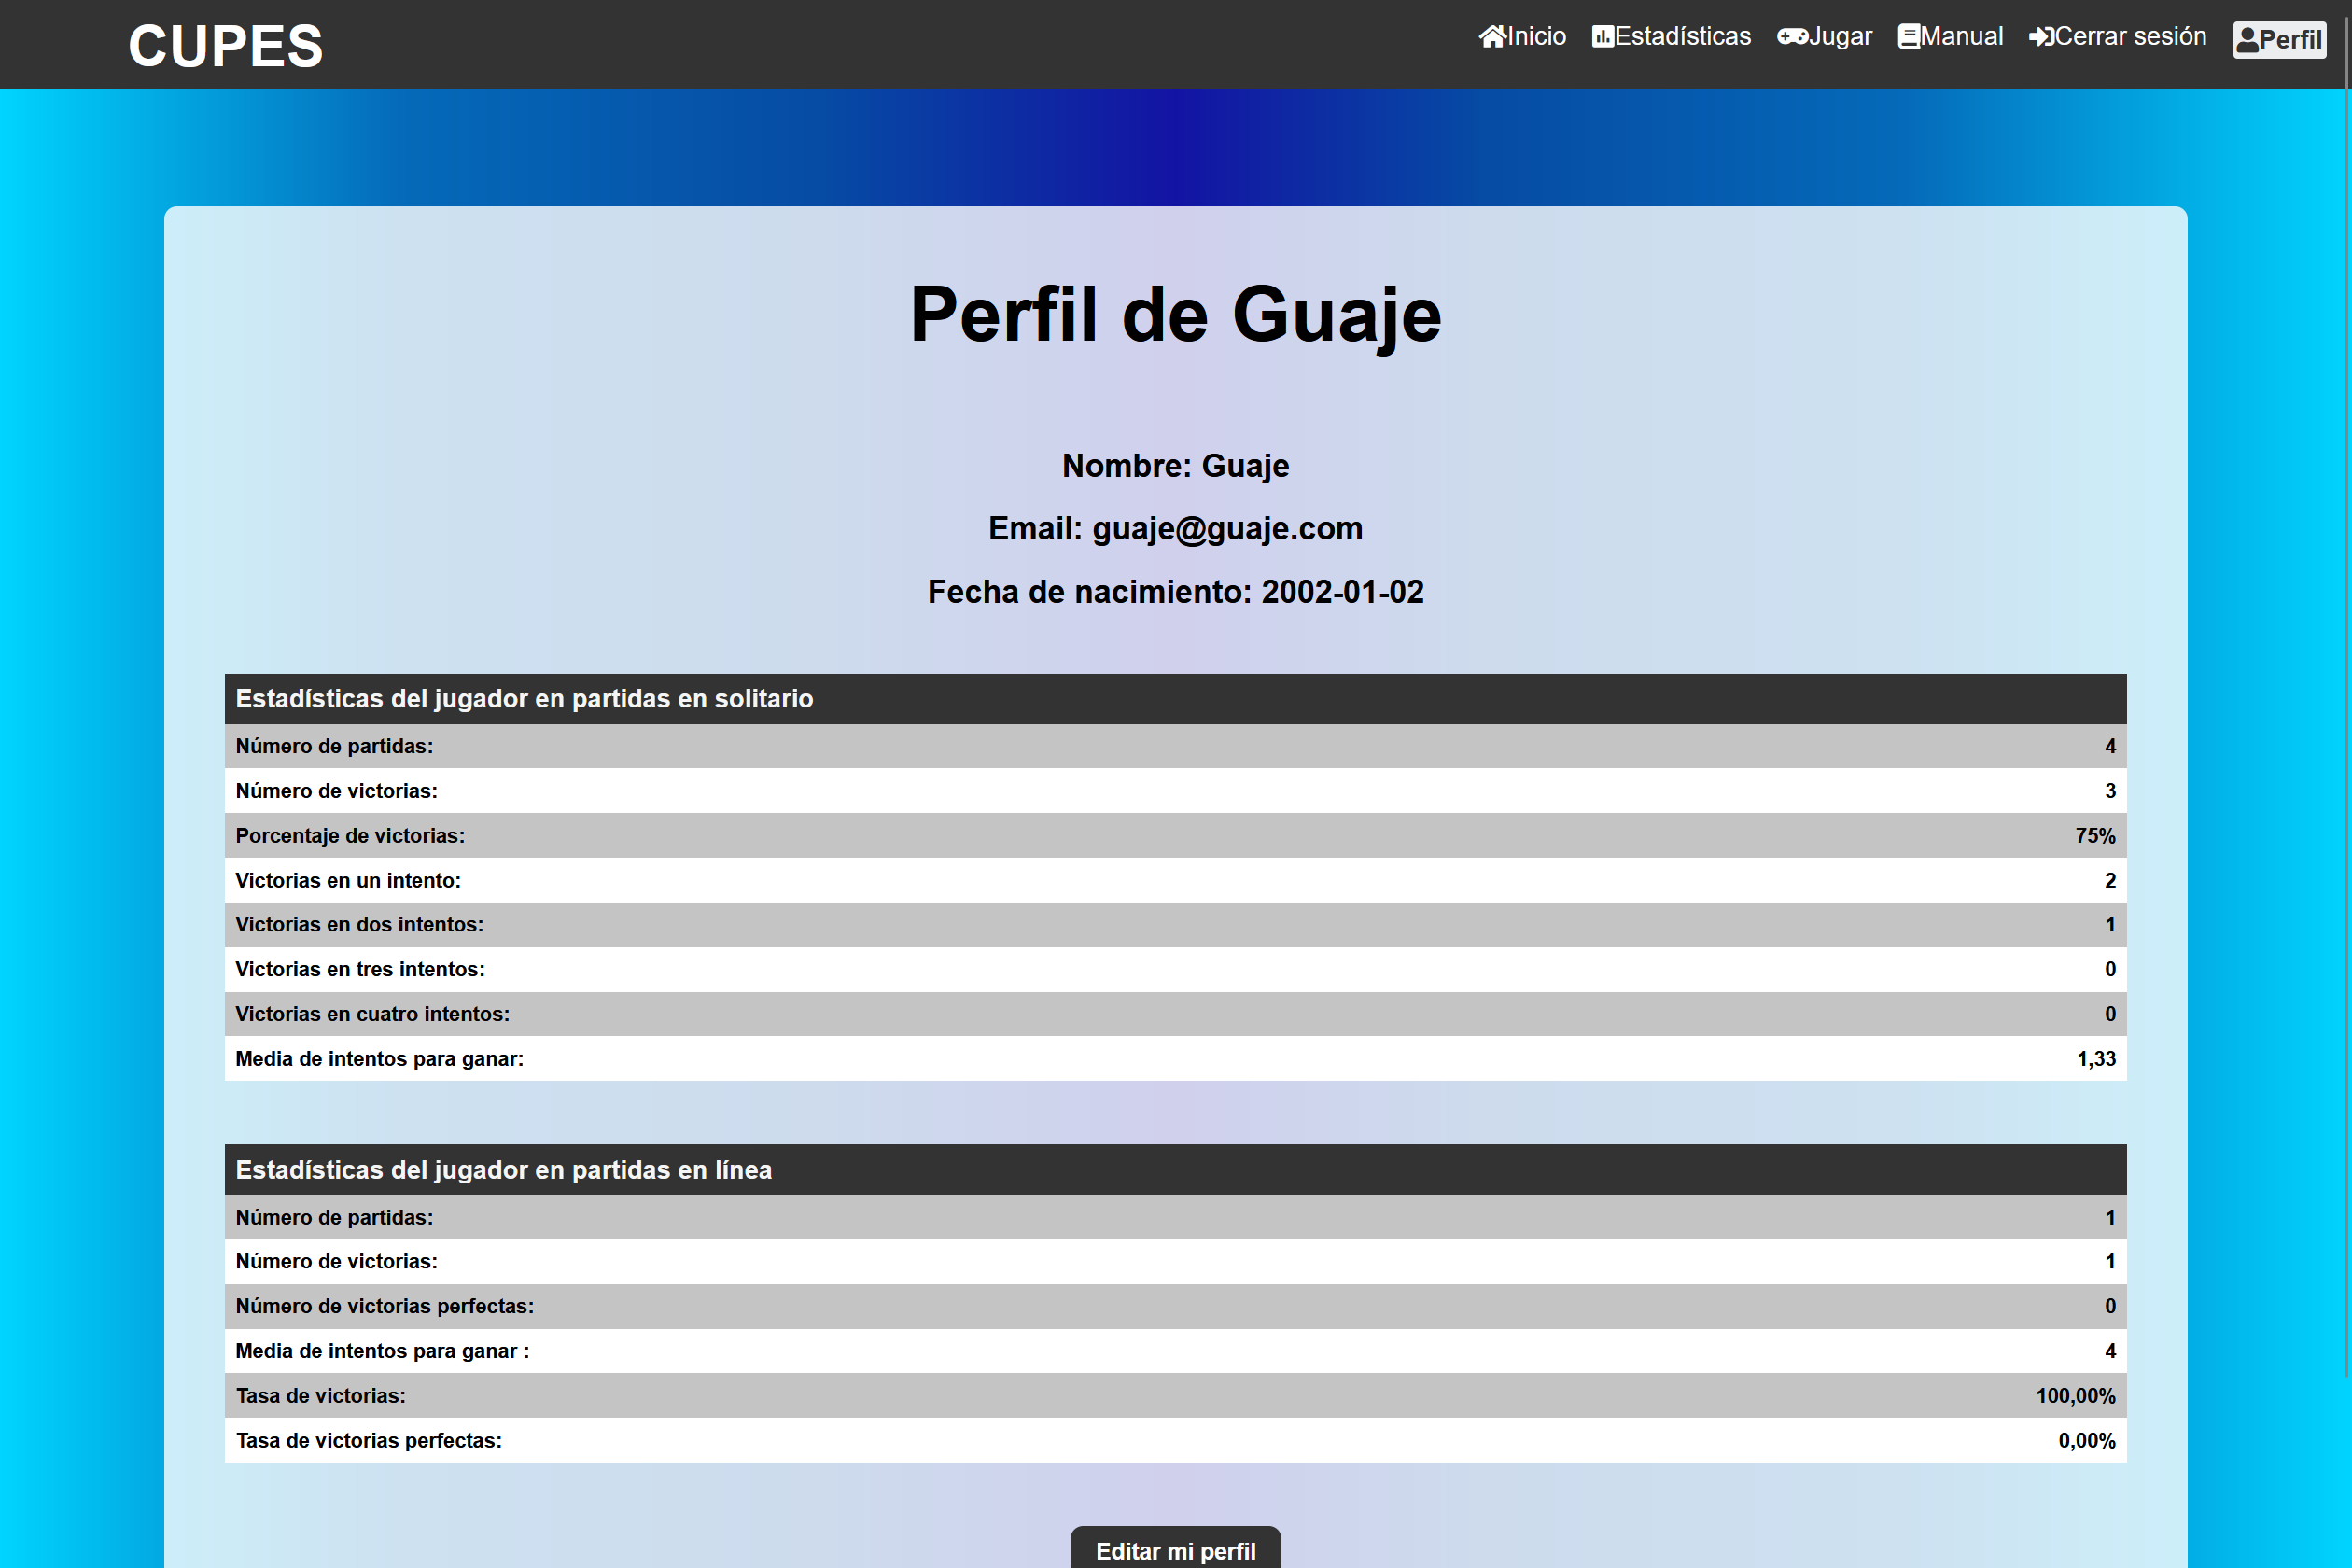 CUPES
Inicio Estadísticas Jugar Manual Cerrar sesión Perfil
Perfil de Guaje
Nombre: Guaje
Email: guaje@guaje.com
Fecha de nacimiento: 2002-01-02
Estadísticas del jugador en partidas en solitario
Número de partidas: 4
Número de victorias: 3
Porcentaje de victorias: 75%
Victorias en un intento: 2
Victorias en dos intentos: 1
Victorias en tres intentos: 0
Victorias en cuatro intentos: 0
Media de intentos para ganar: 1,33
Estadísticas del jugador en partidas en línea
Número de partidas: 1
Número de victorias: 1
Número de victorias perfectas: 0
Media de intentos para ganar : 4
Tasa de victorias: 100,00%
Tasa de victorias perfectas: 0,00%
Editar mi perfil